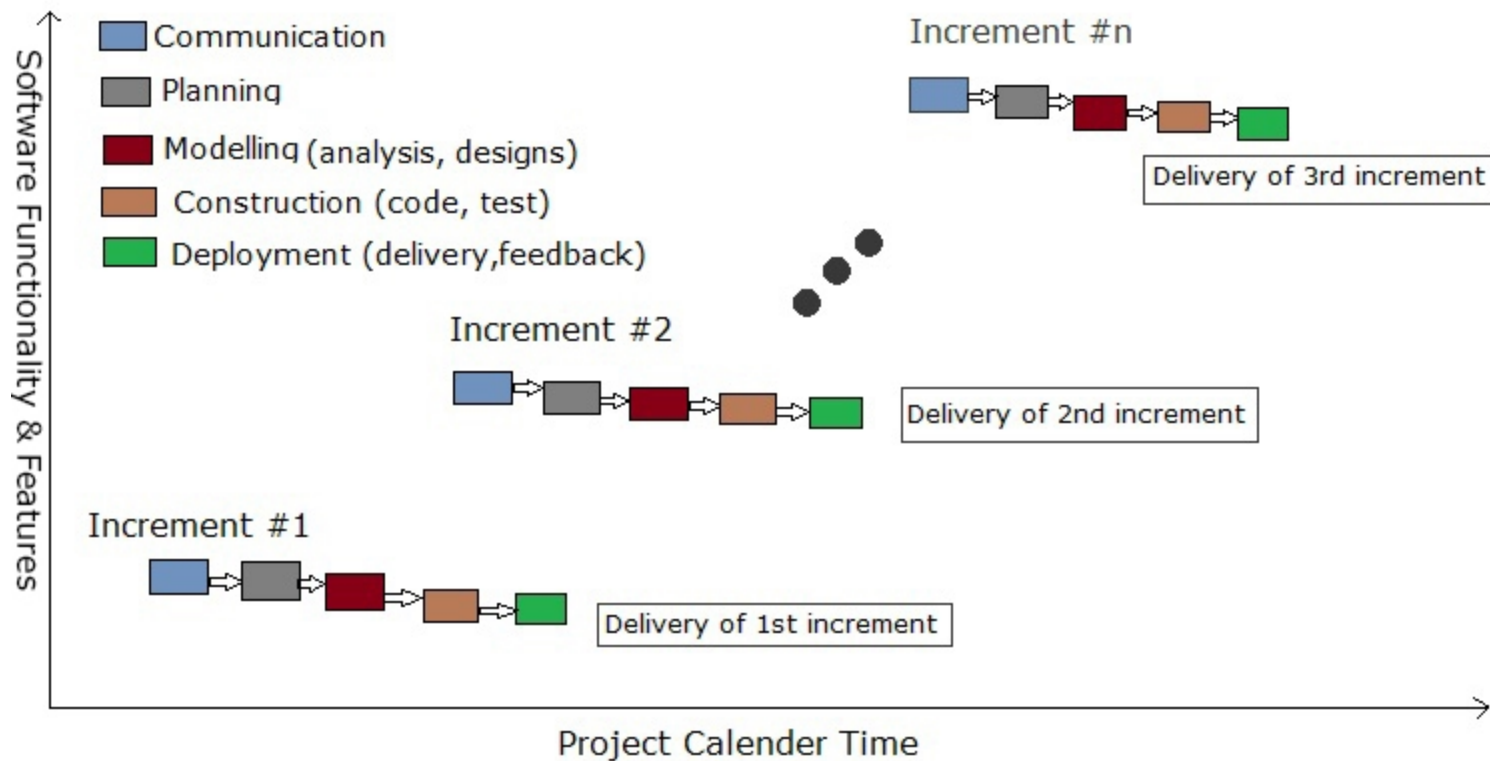 Software Functionality & Features
Communication
Planning
Modelling (analysis, designs)
Construction (code, test)
Deployment (delivery,feedback)
Increment #n
Delivery of 3rd increment
Increment #2
Delivery of 2nd increment
Increment #1
Delivery of 1st increment
Project Calender Time